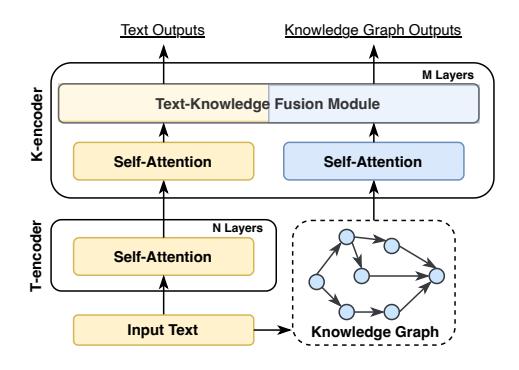 Text Outputs
Knowledge Graph Outputs
M Layers
Text-Knowledge Fusion Module
K-encoder
Self-Attention
Self-Attention
N Layers
T-encoder
Self-Attention
Input Text
Knowledge Graph